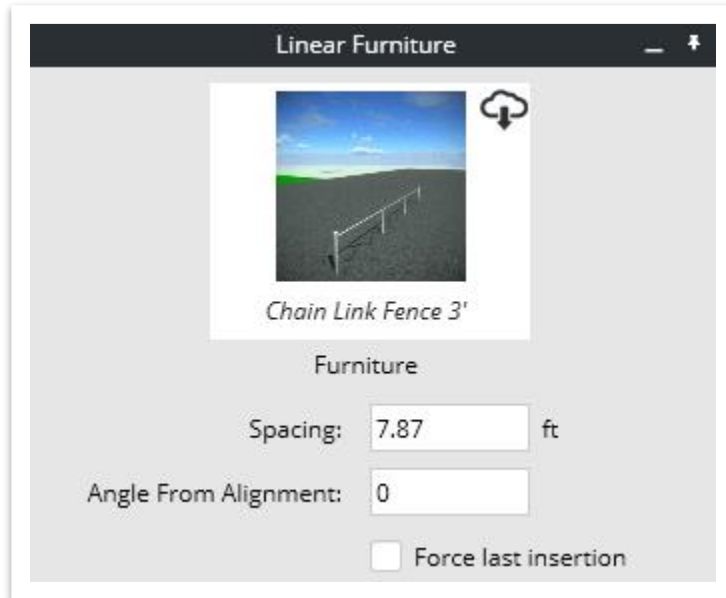 Linear Furniture
Chain Link Fence 3'
Furniture
Spacing: 7.87 ft
Angle From Alignment: 0
Force last insertion